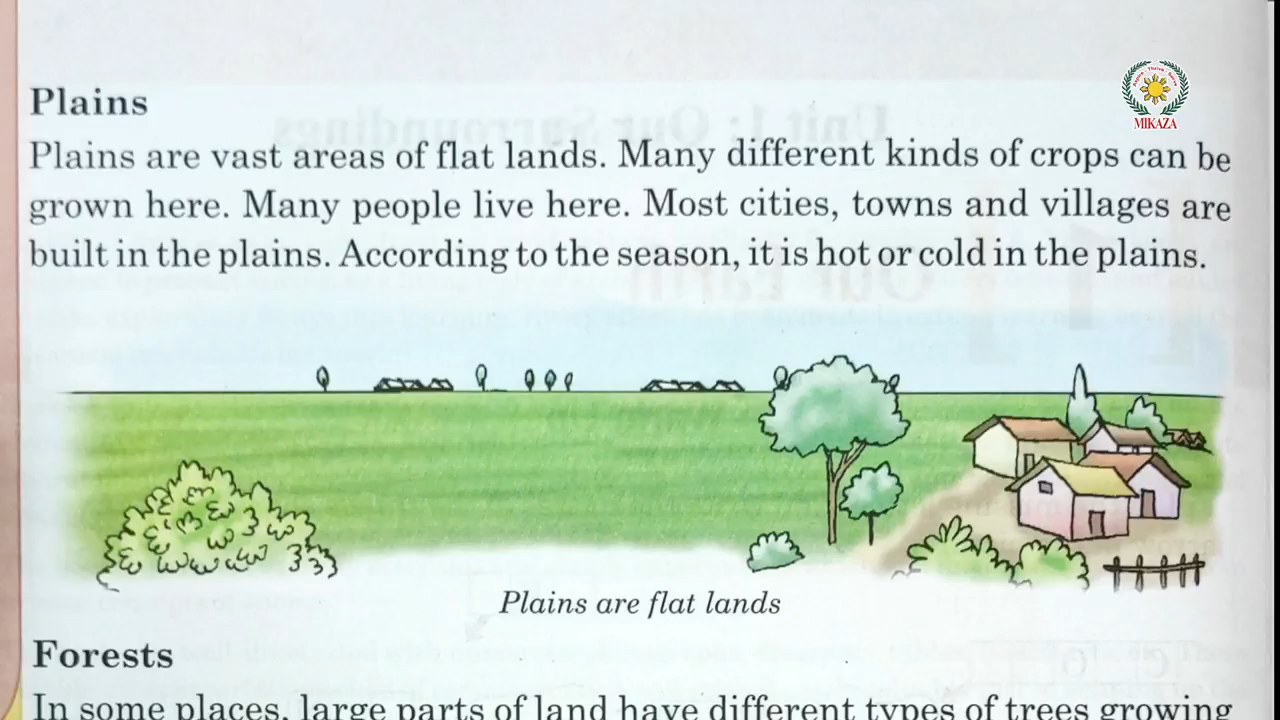 MIKAZA
Plains
Plains are vast areas of flat lands. Many different kinds of crops can be
grown here. Many people live here. Most cities, towns and villages are
built in the plains. According to the season, it is hot or cold in the plains.
Plains are flat lands
Forests
In some places, large parts of land have different types of trees growing